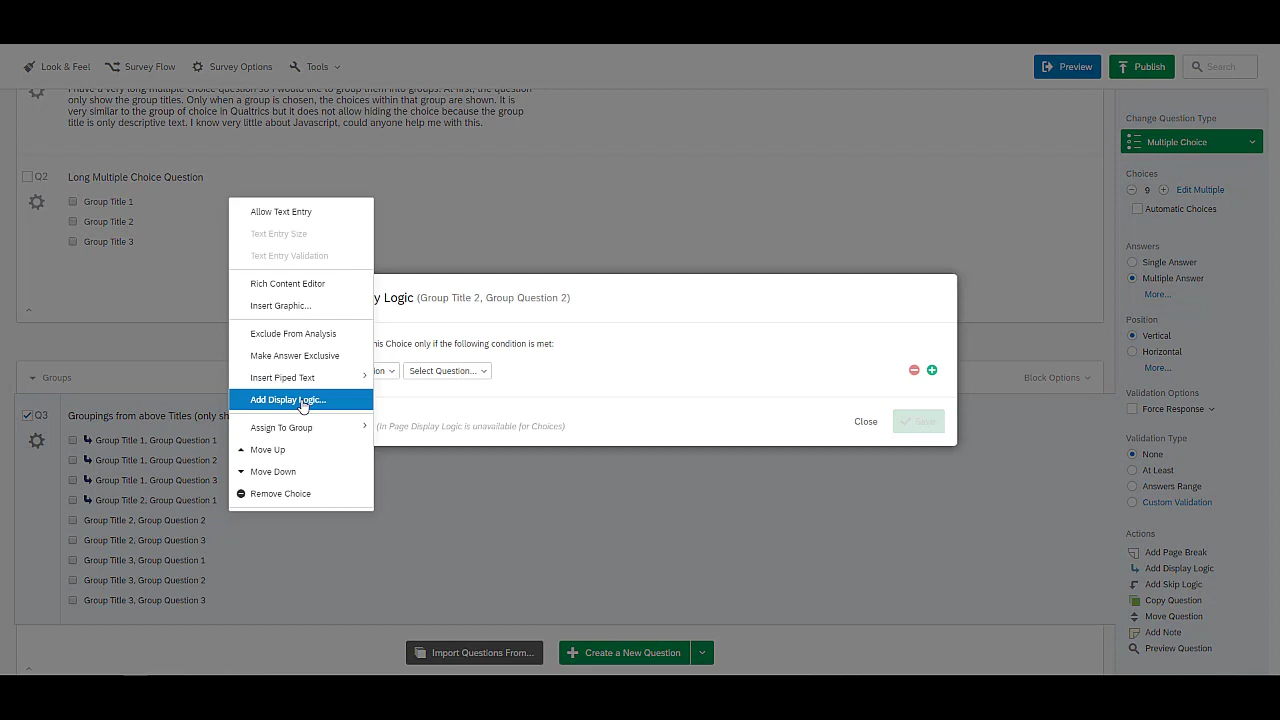 Look & Feel
Survey Flow
Survey Options
Tools
Preview
Publish
Search
I have a very long multiple choice question so I would like to group them into groups. At first, the question
only show the group titles. Only when a group is chosen, the choices within that group are shown. It is
very similar to the group of choice in Qualtrics but it does not allow hiding the choice because the group
title is only descriptive text. I know very little about Javascript, could anyone help me with this.
Q2
Long Multiple Choice Question
Group Title 1
Group Title 2
Group Title 3
Allow Text Entry
Text Entry Size
Text Entry Validation
Rich Content Editor
Insert Graphic...
Exclude From Analysis
Make Answer Exclusive
Insert Piped Text
Add Display Logic...
Assign To Group
Move Up
Move Down
Remove Choice
y Logic (Group Title 2, Group Question 2)
his Choice only if the following condition is met:
ion
Select Question...
(In Page Display Logic is unavailable for Choices)
Close
Save
Groups
Block Options
Q3
Groupings from above Titles (only sh
Group Title 1, Group Question 1
Group Title 1, Group Question 2
Group Title 1, Group Question 3
Group Title 2, Group Question 1
Group Title 2, Group Question 2
Group Title 2, Group Question 3
Group Title 3, Group Question 1
Group Title 3, Group Question 2
Group Title 3, Group Question 3
Import Questions From...
Create a New Question
Change Question Type
Multiple Choice
Choices
9
Edit Multiple
Automatic Choices
Answers
Single Answer
Multiple Answer
More...
Position
Vertical
Horizontal
More...
Validation Options
Force Response
Validation Type
None
At Least
Answers Range
Custom Validation
Actions
Add Page Break
Add Display Logic
Add Skip Logic
Copy Question
Move Question
Add Note
Preview Question